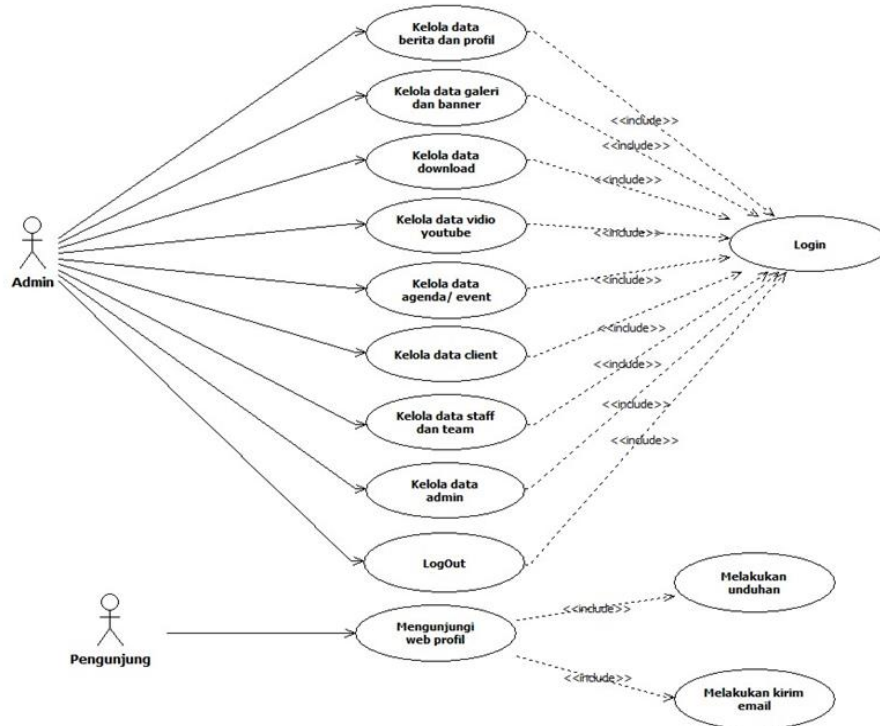 Kelola data
berita dan profil
Kelola data galeri
dan banner
<<include>>
<<include>>
Kelola data
download
<<include>>
Admin
Kelola data vidio
youtube
<<include>>
Login
Kelola data
agenda/ event
<<include>>
Kelola data client
<<include>>
<<include>>
Kelola data staff
dan team
<<include>>
<<include>>
Kelola data
admin
LogOut
Melakukan
unduhan
<<include>>
Pengunjung
Mengunjungi
web profil
<<include>>
Melakukan kirim
email